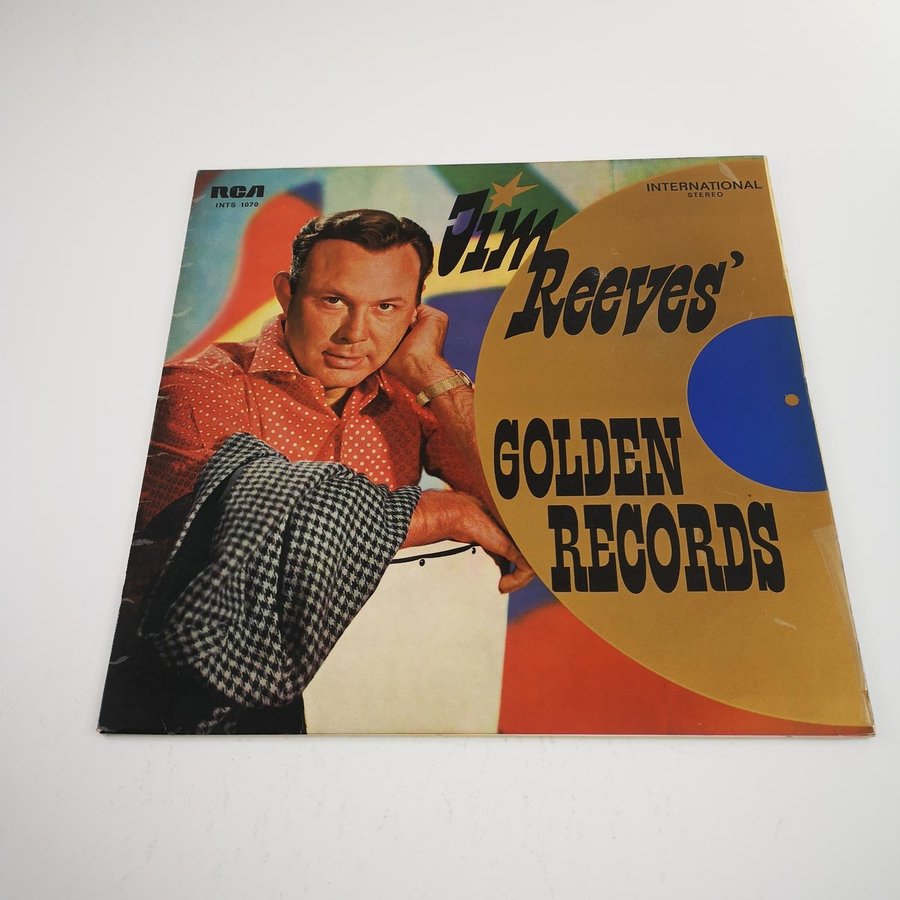 RCA
INTS 1070
INTERNATIONAL
STEREO
Jim
Reeves'
GOLDEN
RECORDS